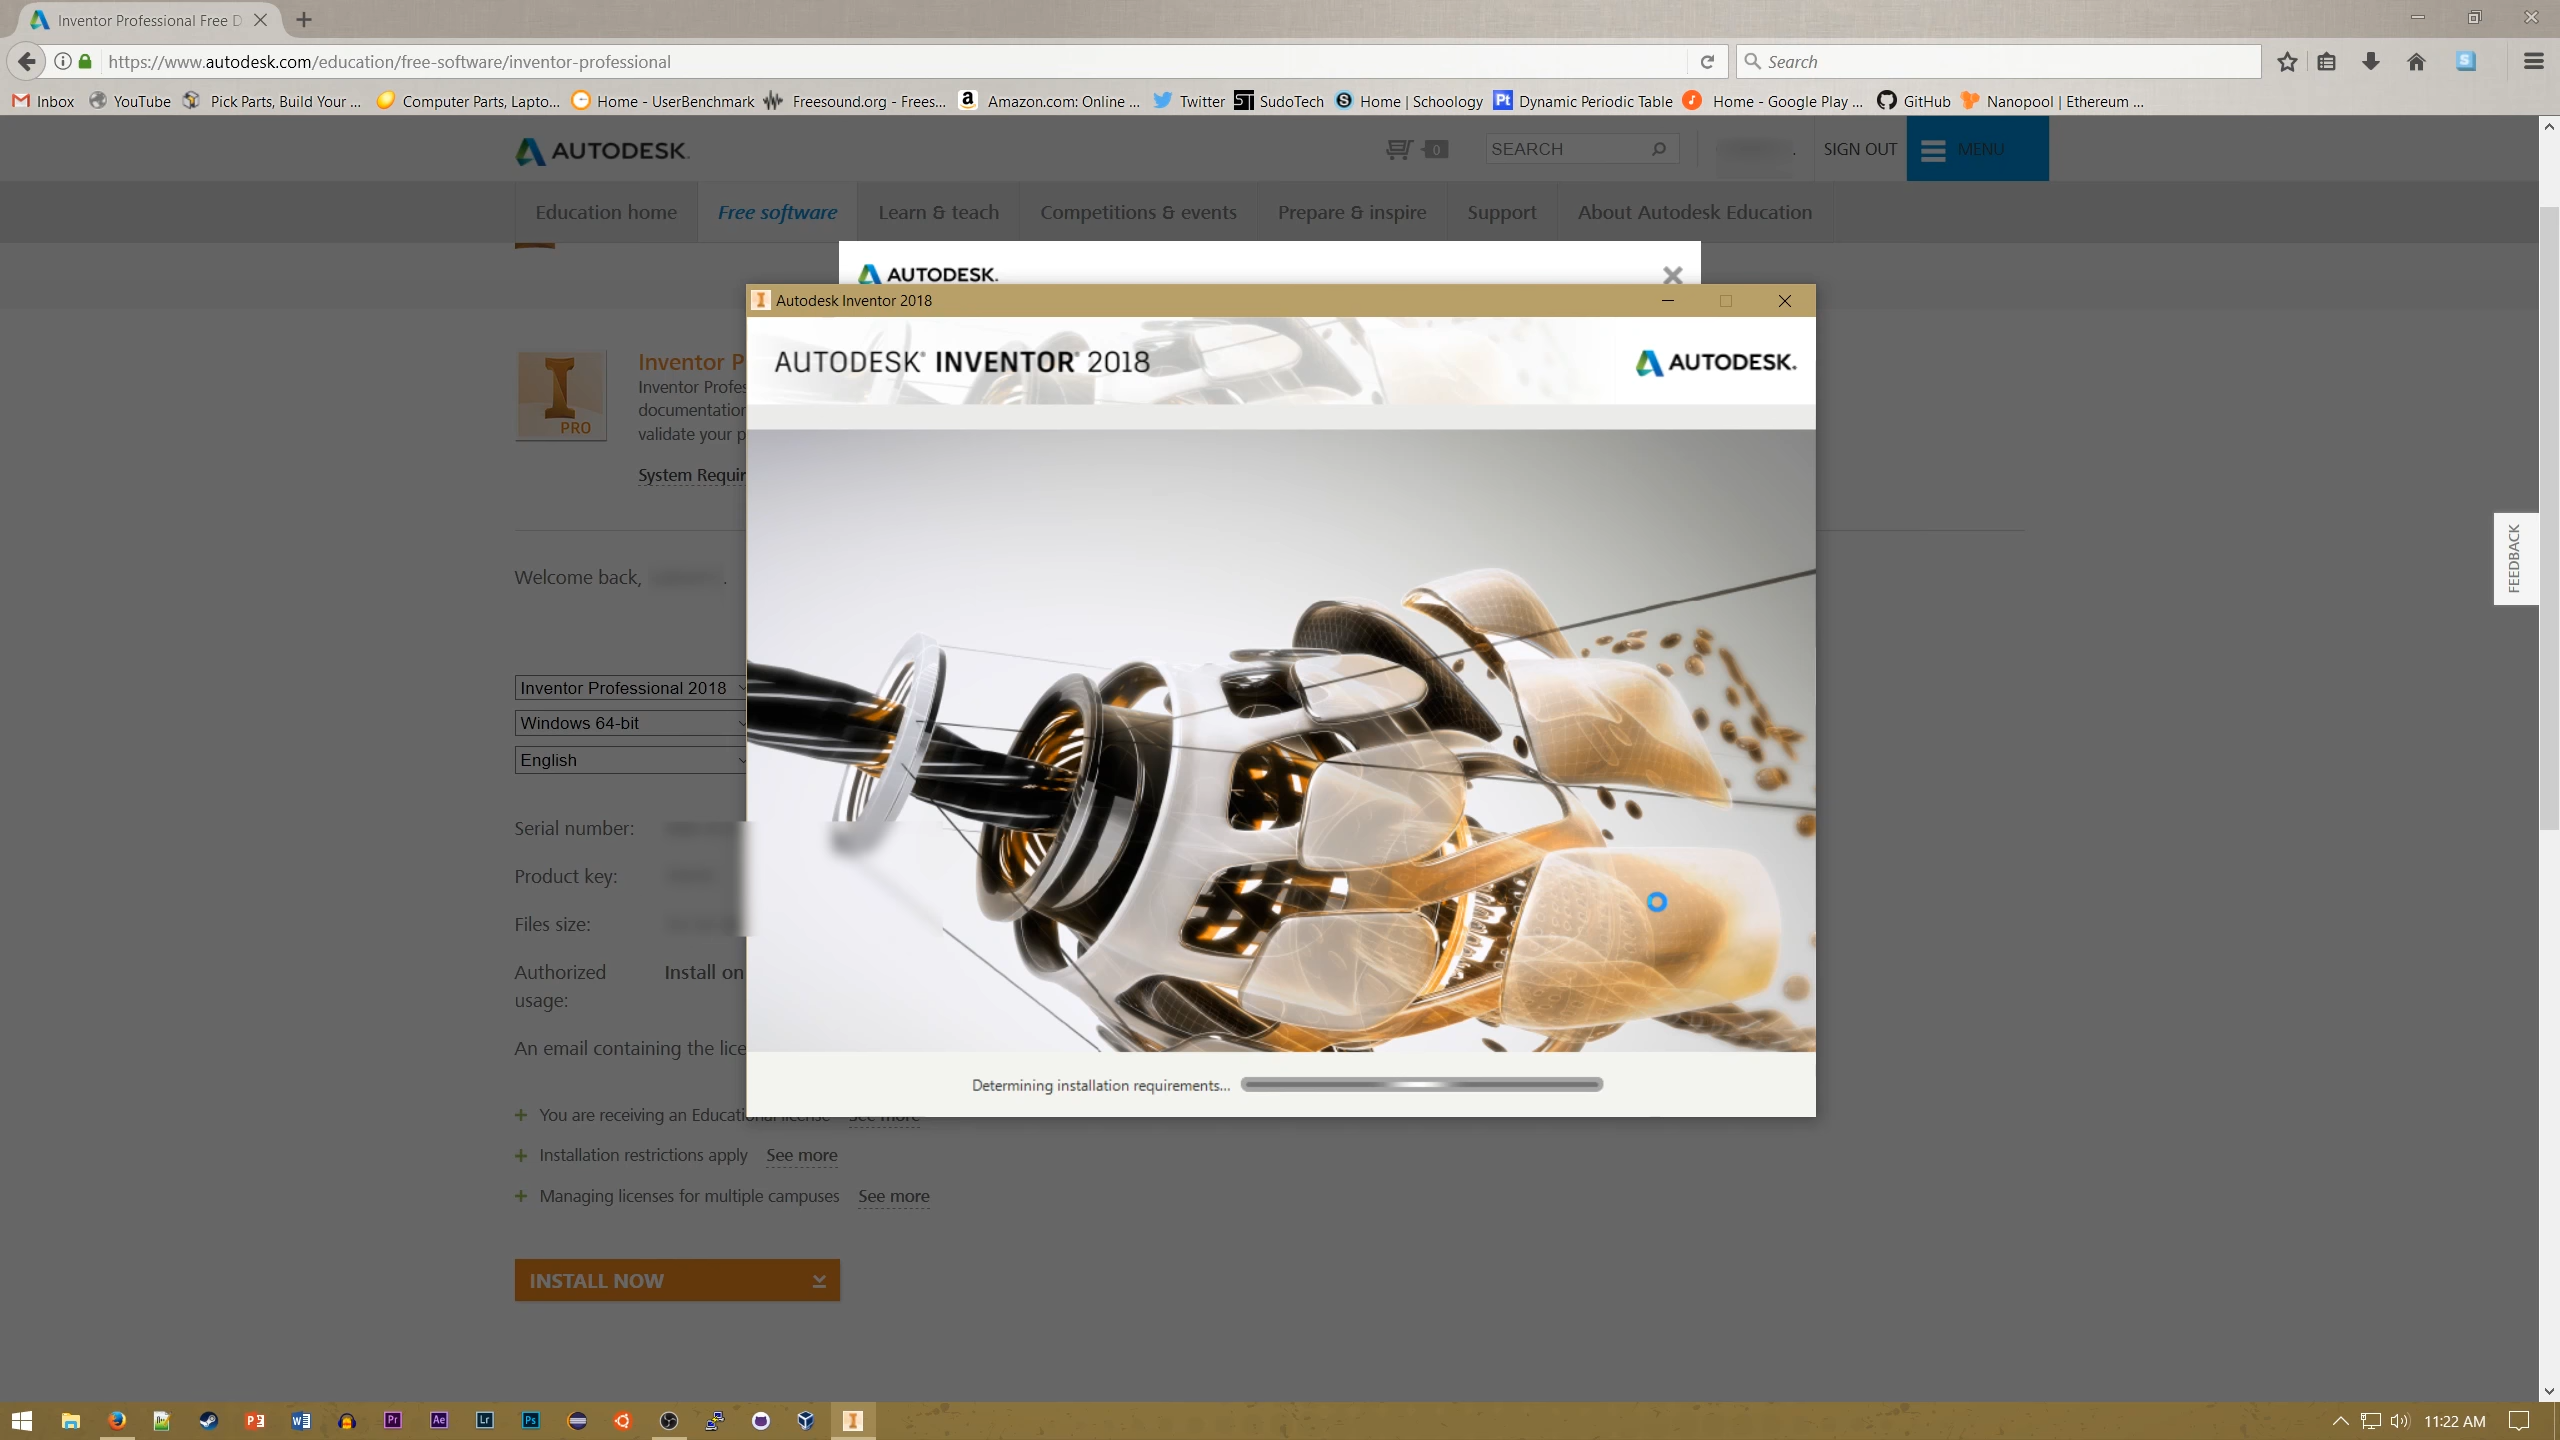 Inventor Professional Free D
https://www.autodesk.com/education/free-software/inventor-professional
Search
Inbox
YouTube
Pick Parts, Build Your ...
Computer Parts, Lapto...
Home - UserBenchmark
Freesound.org - Frees...
Amazon.com: Online ...
Twitter
SudoTech
Home | Schoology
Dynamic Periodic Table
Home - Google Play ...
GitHub
Nanopool | Ethereum ...
AUTODESK.
0
SEARCH
SIGN OUT
MENU
Education home
Free software
Learn & teach
Competitions & events
Prepare & inspire
Support
About Autodesk Education
AUTODESK.
Autodesk Inventor 2018
AUTODESK® INVENTOR® 2018
AUTODESK.
PRO
Inventor P
Inventor Profes
documentation
validate your p
System Requir
FEEDBACK
Welcome back,
Inventor Professional 2018
Windows 64-bit
English
Serial number:
Product key:
Files size:
Authorized usage:
Install on
An email containing the lice
Determining installation requirements...
You are receiving an Educational license See more
Installation restrictions apply See more
Managing licenses for multiple campuses See more
INSTALL NOW
Pr
Ae
Lr
Ps
11:22 AM